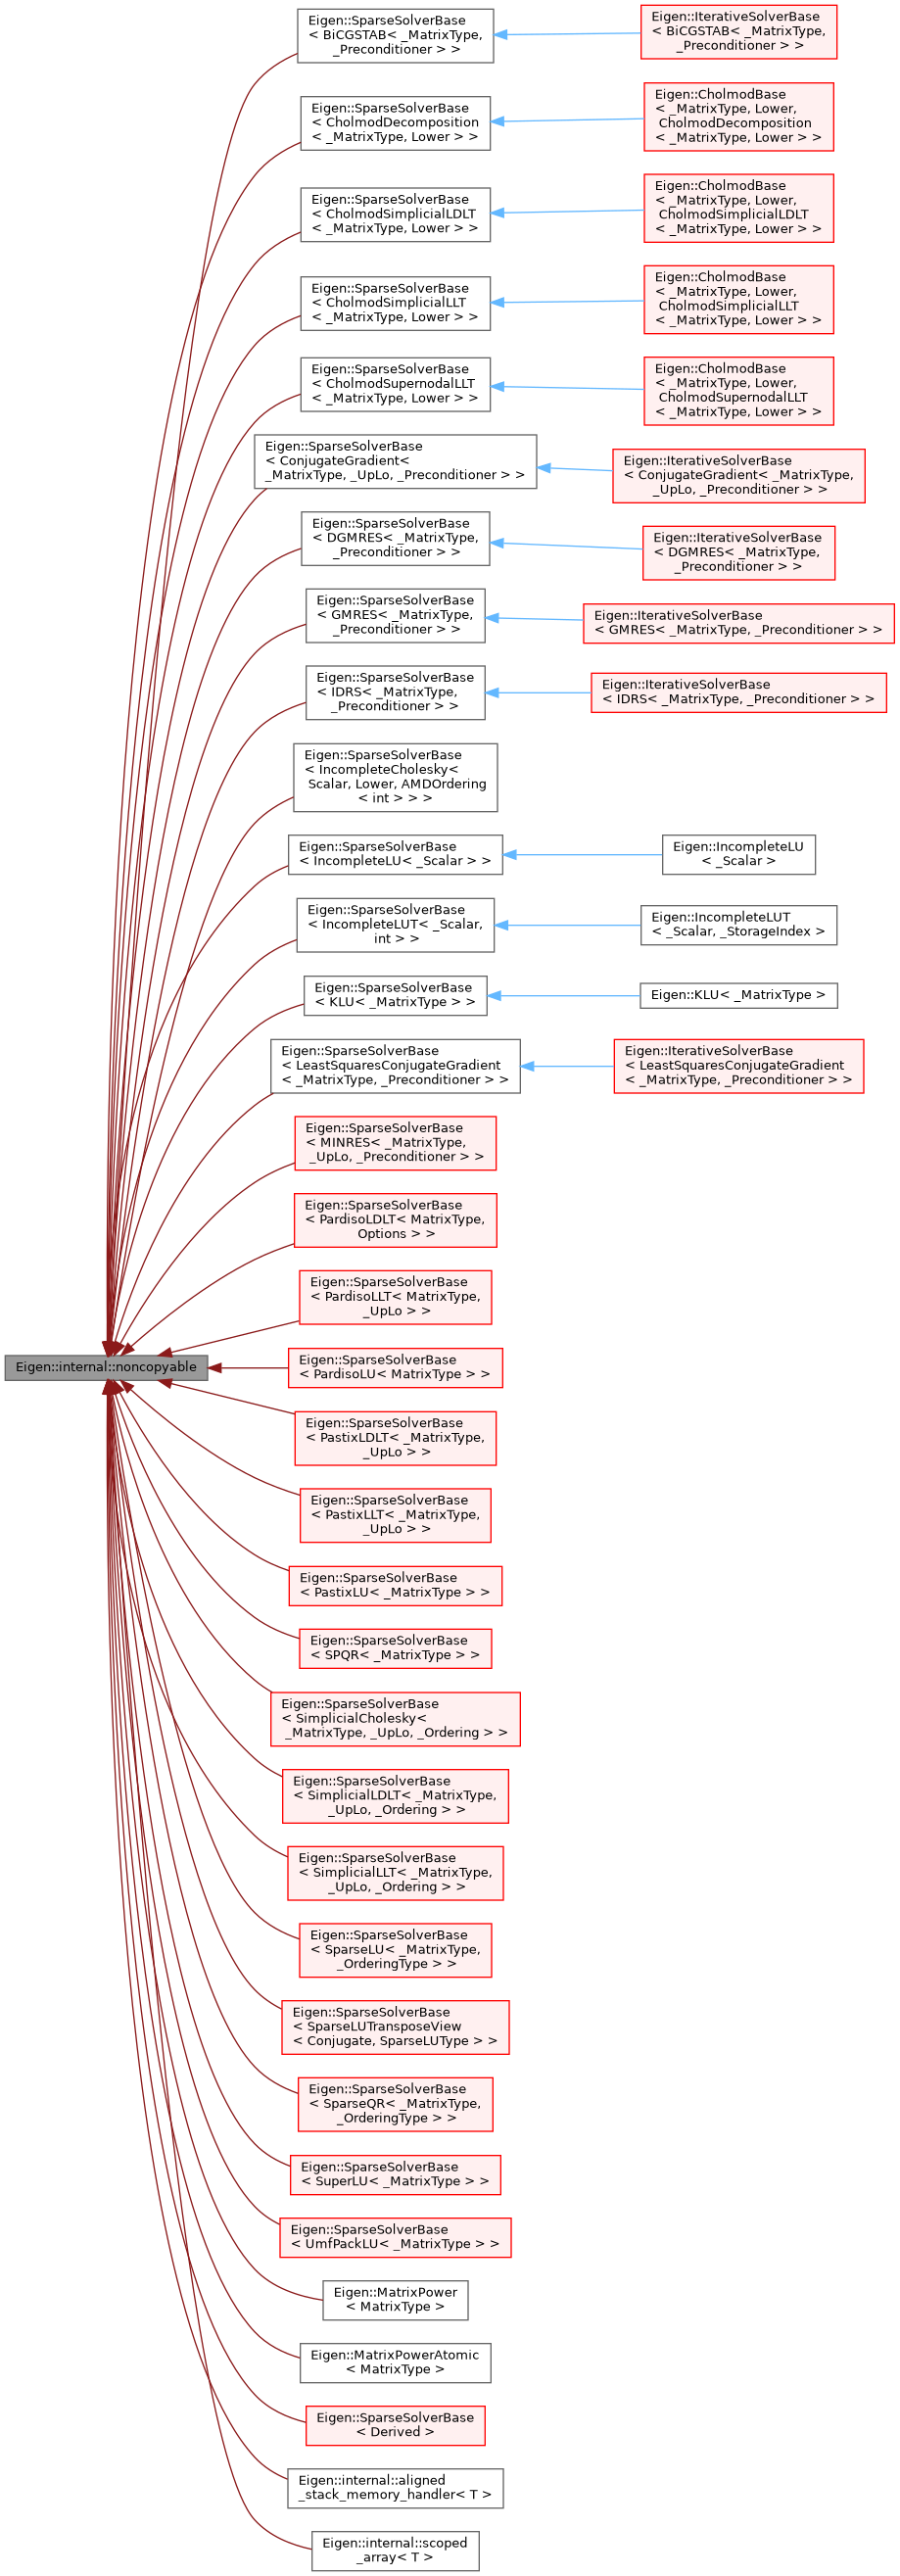 Eigen::SparseSolverBase
< BiCGSTAB< _MatrixType,
_Preconditioner > >
Eigen::IterativeSolverBase
< BiCGSTAB< _MatrixType,
_Preconditioner > >
Eigen::SparseSolverBase
< CholmodDecomposition
< _MatrixType, Lower > >
Eigen::CholmodBase
< _MatrixType, Lower,
CholmodDecomposition
< _MatrixType, Lower > >
Eigen::SparseSolverBase
< CholmodSimplicialLDLT
< _MatrixType, Lower > >
Eigen::CholmodBase
< _MatrixType, Lower,
CholmodSimplicialLDLT
< _MatrixType, Lower > >
Eigen::SparseSolverBase
< CholmodSimplicialLLT
< _MatrixType, Lower > >
Eigen::CholmodBase
< _MatrixType, Lower,
CholmodSimplicialLLT
< _MatrixType, Lower > >
Eigen::SparseSolverBase
< CholmodSupernodalLLT
< _MatrixType, Lower > >
Eigen::CholmodBase
< _MatrixType, Lower,
CholmodSupernodalLLT
< _MatrixType, Lower > >
Eigen::SparseSolverBase
< ConjugateGradient<
_MatrixType, _UpLo, _Preconditioner > >
Eigen::IterativeSolverBase
< ConjugateGradient< _MatrixType,
_UpLo, _Preconditioner > >
Eigen::SparseSolverBase
< DGMRES< _MatrixType,
_Preconditioner > >
Eigen::IterativeSolverBase
< DGMRES< _MatrixType,
_Preconditioner > >
Eigen::SparseSolverBase
< GMRES< _MatrixType,
_Preconditioner > >
Eigen::IterativeSolverBase
< GMRES< _MatrixType, _Preconditioner > >
Eigen::SparseSolverBase
< IDRS< _MatrixType,
_Preconditioner > >
Eigen::IterativeSolverBase
< IDRS< _MatrixType, _Preconditioner > >
Eigen::SparseSolverBase
< IncompleteCholesky<
Scalar, Lower, AMDOrdering
< int > > >
Eigen::SparseSolverBase
< IncompleteLU< _Scalar > >
Eigen::IncompleteLU
< _Scalar >
Eigen::SparseSolverBase
< IncompleteLUT< _Scalar,
int > >
Eigen::IncompleteLUT
< _Scalar, _StorageIndex >
Eigen::SparseSolverBase
< KLU< _MatrixType > >
Eigen::KLU< _MatrixType >
Eigen::SparseSolverBase
< LeastSquaresConjugateGradient
< _MatrixType, _Preconditioner > >
Eigen::IterativeSolverBase
< LeastSquaresConjugateGradient
< _MatrixType, _Preconditioner > >
Eigen::SparseSolverBase
< MINRES< _MatrixType,
_UpLo, _Preconditioner > >
Eigen::SparseSolverBase
< PardisoLDLT< MatrixType,
Options > >
Eigen::SparseSolverBase
< PardisoLLT< MatrixType,
_UpLo > >
Eigen::internal::noncopyable
Eigen::SparseSolverBase
< PardisoLU< MatrixType > >
Eigen::SparseSolverBase
< PastixLDLT< _MatrixType,
_UpLo > >
Eigen::SparseSolverBase
< PastixLLT< _MatrixType,
_UpLo > >
Eigen::SparseSolverBase
< PastixLU< _MatrixType > >
Eigen::SparseSolverBase
< SPQR< _MatrixType > >
Eigen::SparseSolverBase
< SimplicialCholesky<
_MatrixType, _UpLo, _Ordering > >
Eigen::SparseSolverBase
< SimplicialLDLT< _MatrixType,
_UpLo, _Ordering > >
Eigen::SparseSolverBase
< SimplicialLLT< _MatrixType,
_UpLo, _Ordering > >
Eigen::SparseSolverBase
< SparseLU< _MatrixType,
_OrderingType > >
Eigen::SparseSolverBase
< SparseLUTransposeView
< Conjugate, SparseLUType > >
Eigen::SparseSolverBase
< SparseQR< _MatrixType,
_OrderingType > >
Eigen::SparseSolverBase
< SuperLU< _MatrixType > >
Eigen::SparseSolverBase
< UmfPackLU< _MatrixType > >
Eigen::MatrixPower
< MatrixType >
Eigen::MatrixPowerAtomic
< MatrixType >
Eigen::SparseSolverBase
< Derived >
Eigen::internal::aligned
_stack_memory_handler< T >
Eigen::internal::scoped
_array< T >